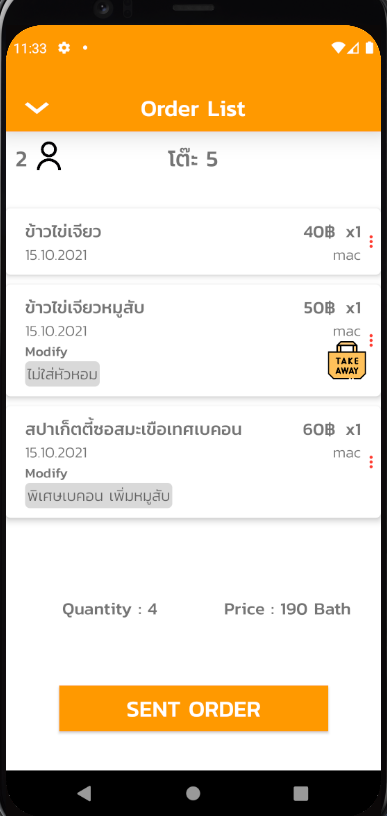 11:33
Order List
2 โต๊ะ 5
ข้าวไข่เจียว 40฿ x1
15.10.2021 mac
ข้าวไข่เจียวหมูสับ 50฿ x1
15.10.2021 mac
Modify
TAKE
AWAY
ไม่ใส่หัวหอม
สปาเก็ตตี้ซอสมะเขือเทศเบคอน 60฿ x1
15.10.2021 mac
Modify
พิเศษเบคอน เพิ่มหมูสับ
Quantity : 4 Price : 190 Bath
SENT ORDER